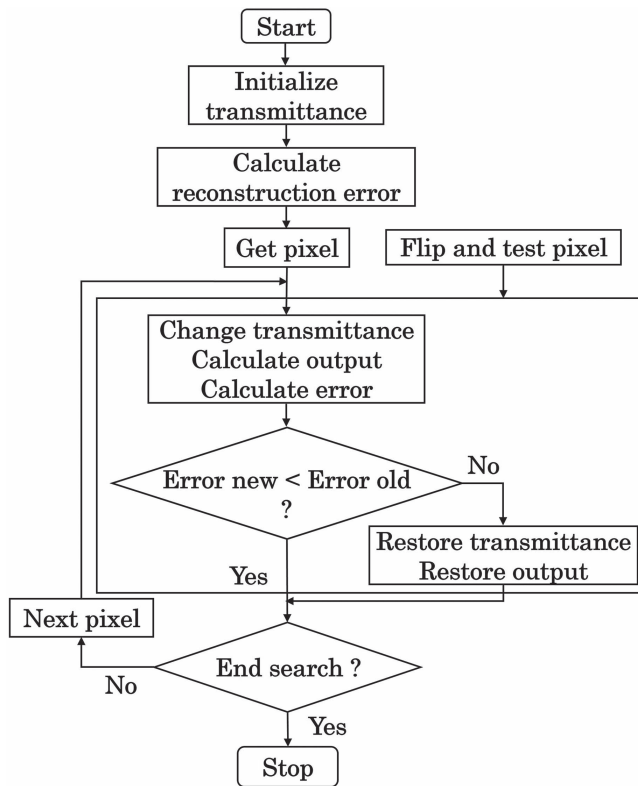 Start
Initialize
transmittance
Calculate
reconstruction error
Get pixel
Flip and test pixel
Change transmittance
Calculate output
Calculate error
Error new < Error old
?
No
Restore transmittance
Restore output
Yes
Next pixel
End search ?
No
Yes
Stop